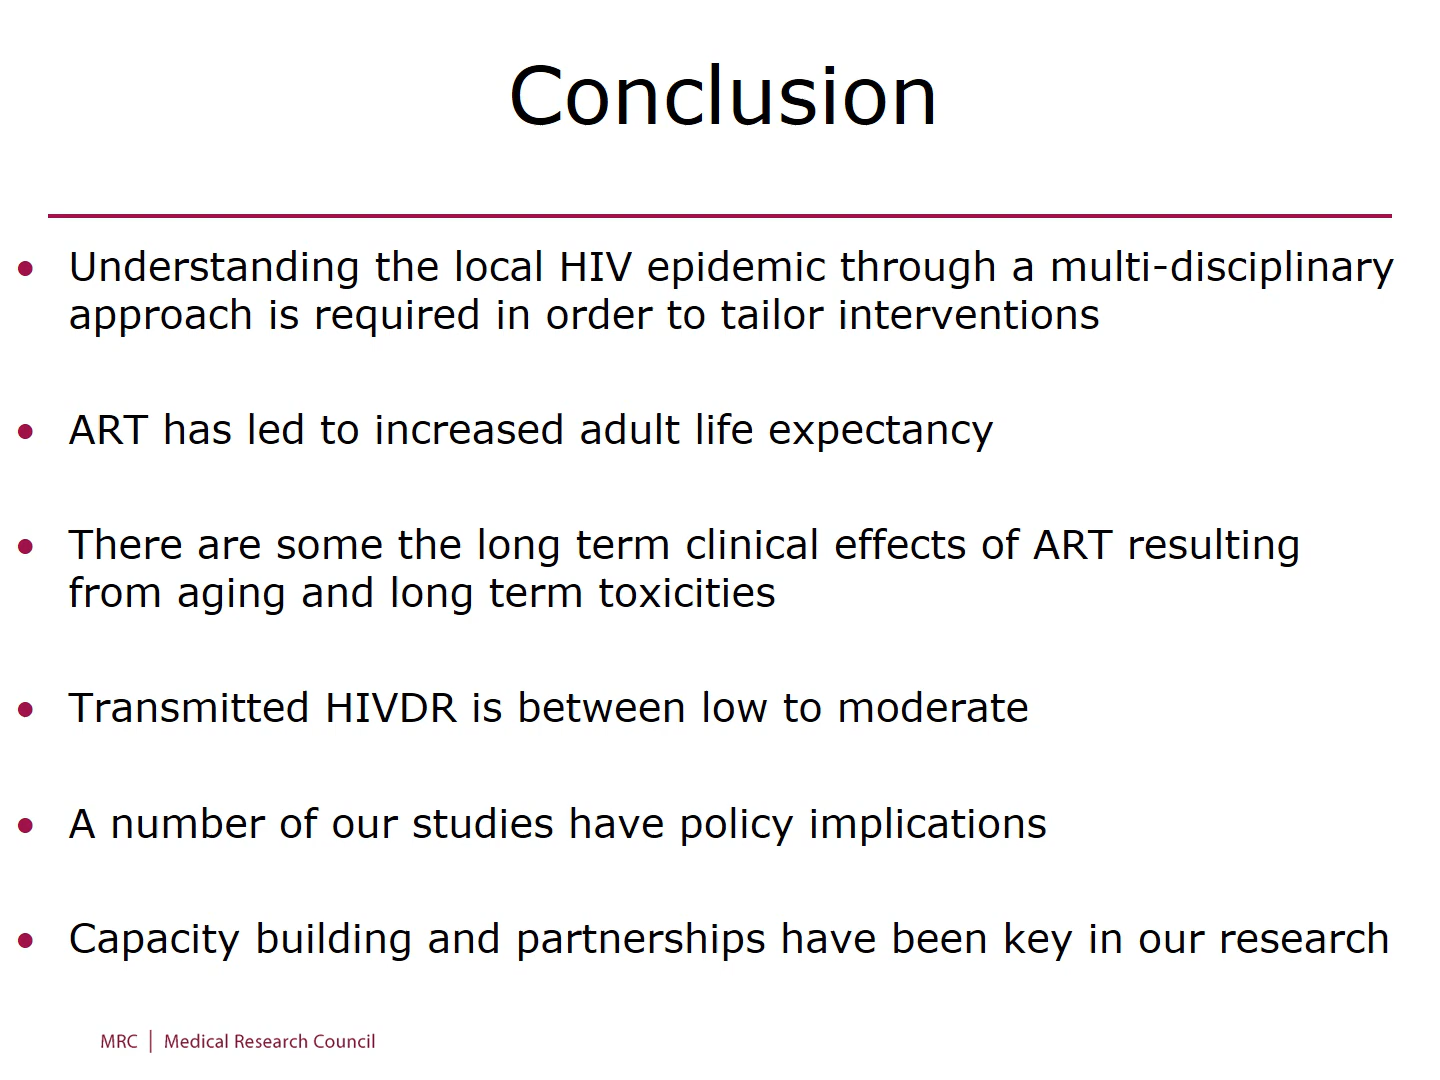 Conclusion
• Understanding the local HIV epidemic through a multi-disciplinary
approach is required in order to tailor interventions
• ART has led to increased adult life expectancy
• There are some the long term clinical effects of ART resulting
from aging and long term toxicities
• Transmitted HIVDR is between low to moderate
• A number of our studies have policy implications
• Capacity building and partnerships have been key in our research
MRC | Medical Research Council